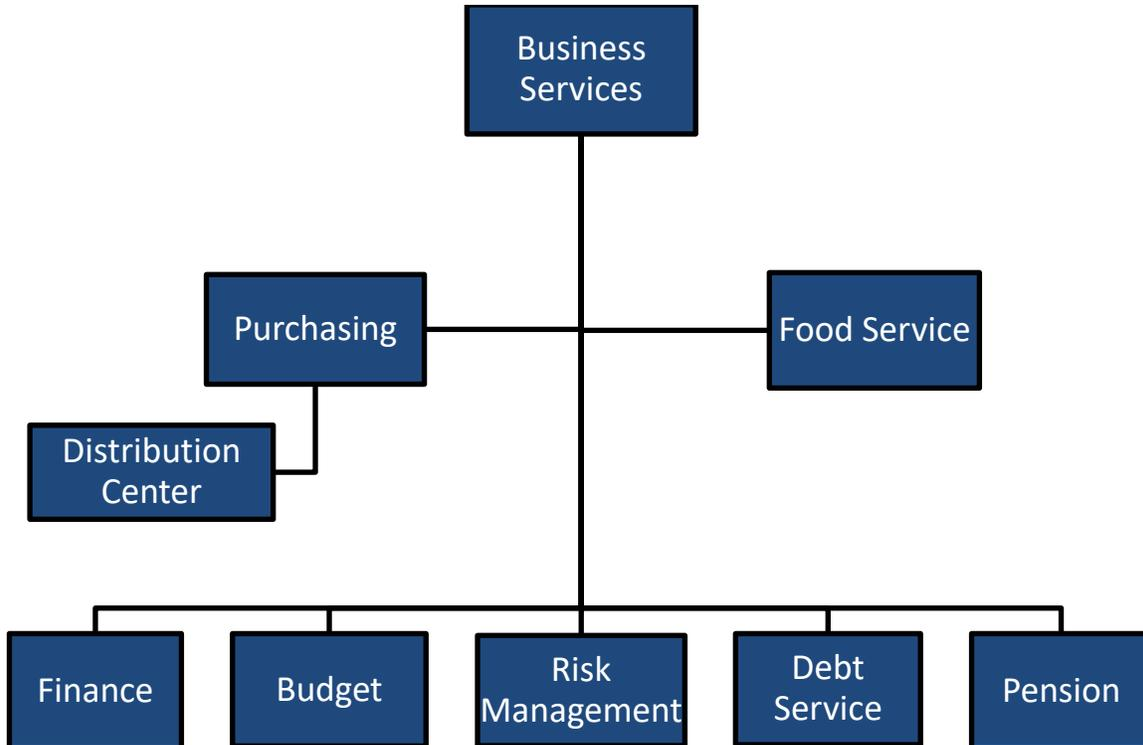 Business
Services
Purchasing
Food Service
Distribution
Center
Finance
Budget
Risk
Management
Debt
Service
Pension